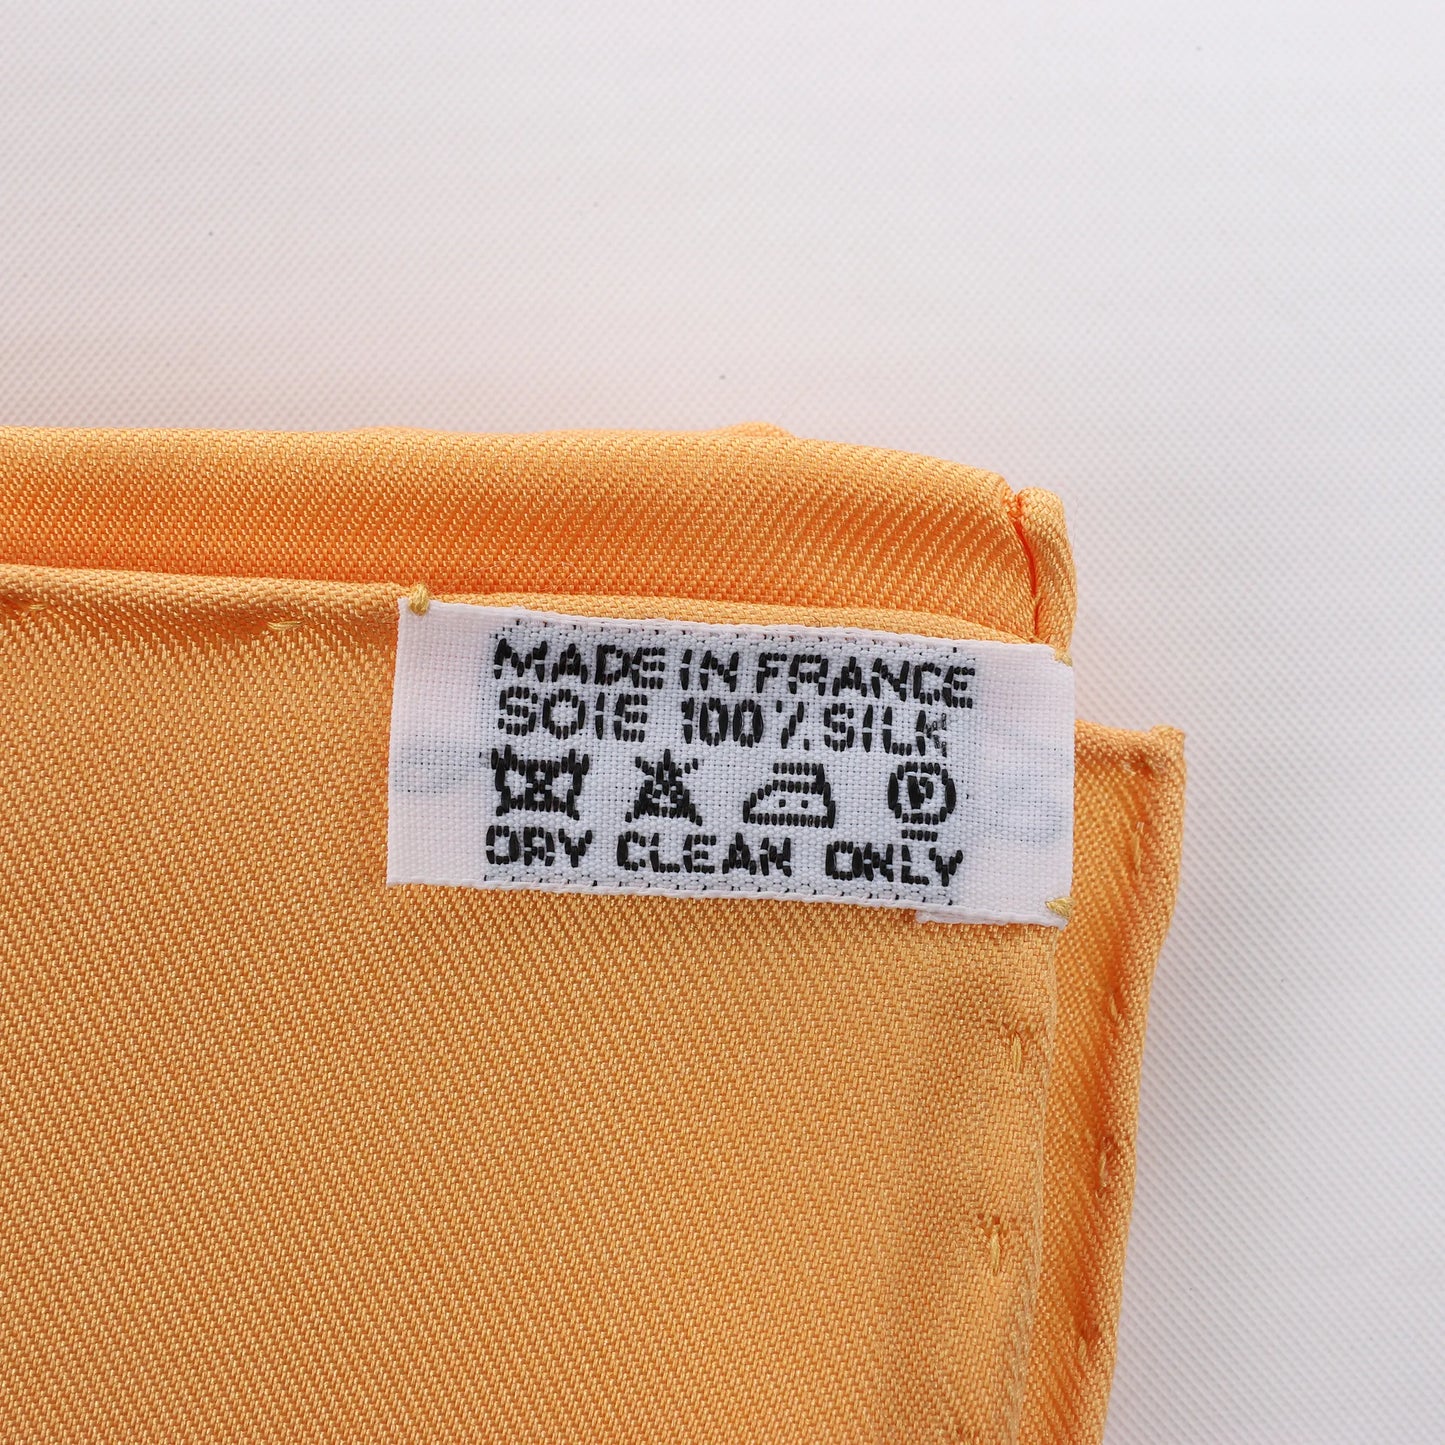 MADE IN FRANCE
SOIE 100% SILK
P
DRY CLEAN ONLY